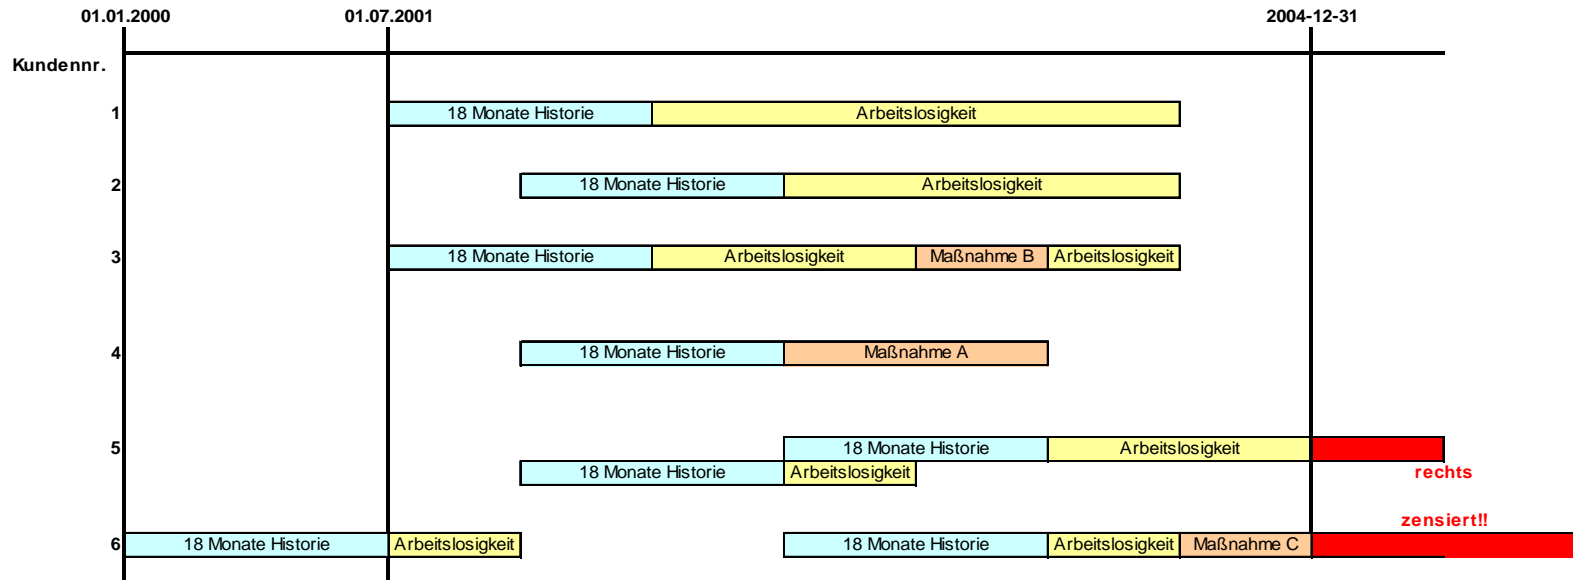 01.01.2000 01.07.2001 2004-12-31
Kundennr.
1 18 Monate Historie Arbeitslosigkeit
2 18 Monate Historie Arbeitslosigkeit
3 18 Monate Historie Arbeitslosigkeit Maßnahme B Arbeitslosigkeit
4 18 Monate Historie Maßnahme A
5 18 Monate Historie Arbeitslosigkeit
18 Monate Historie Arbeitslosigkeit rechts
zensiert!!
6 18 Monate Historie Arbeitslosigkeit 18 Monate Historie Arbeitslosigkeit Maßnahme C